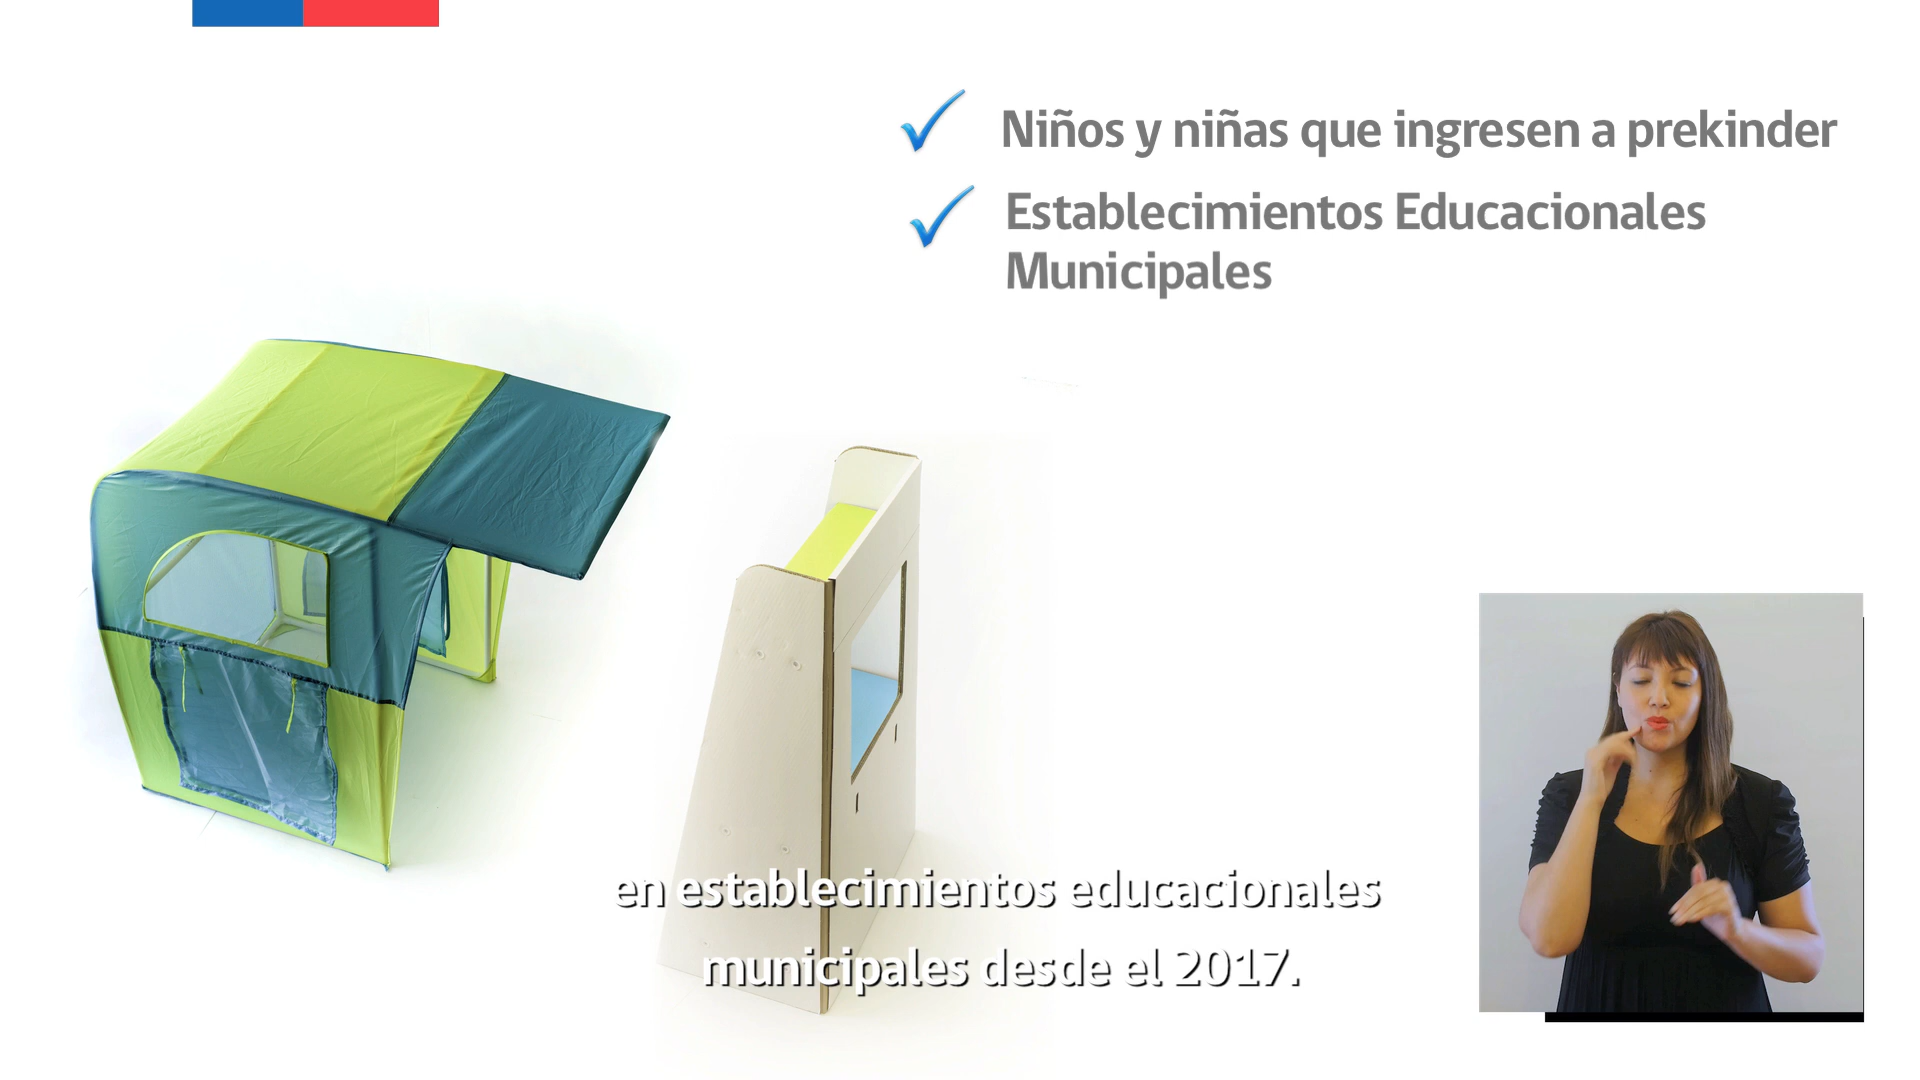 Niños y niñas que ingresen a prekinder
Establecimientos Educacionales
Municipales
en establecimientos educacionales
municipales desde el 2017.